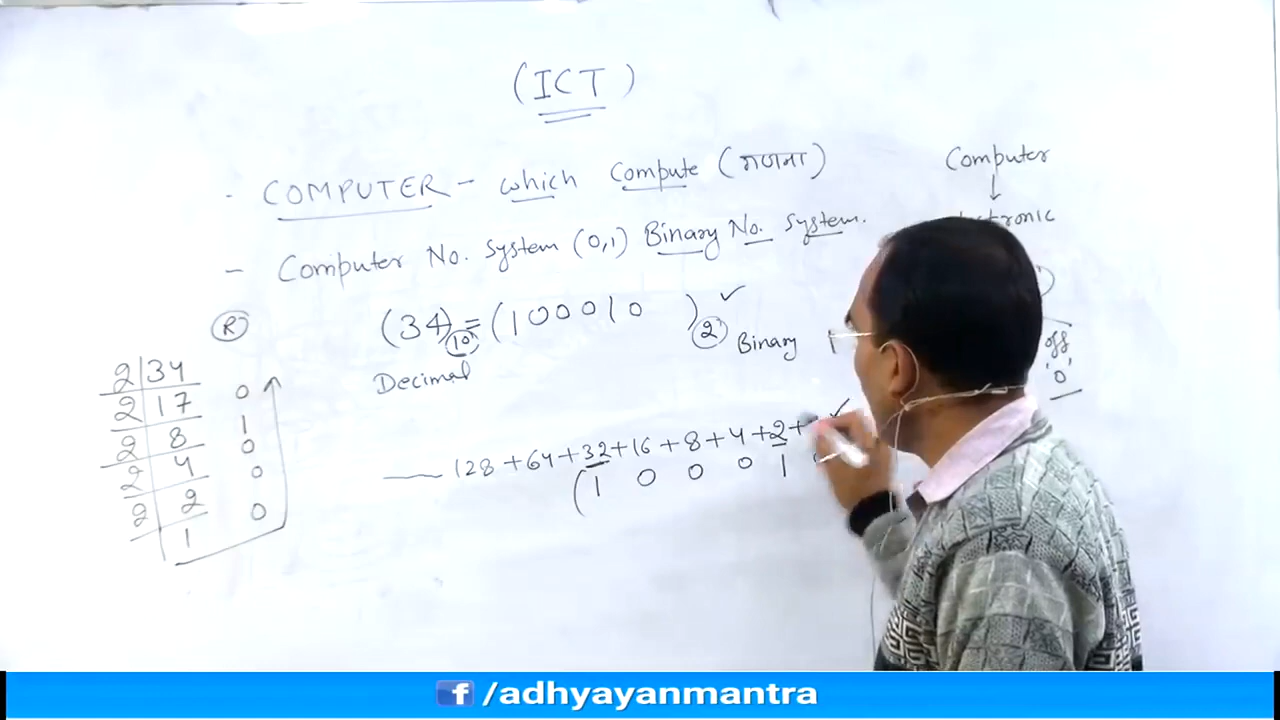 (ICT)
- COMPUTER - which Compute (गणना)
- Computer No. System (0,1) Binary No. System.
Computer
↓
(34)10 = (100010)2 ✓ Binary
Decimal
off
'0'
R
2 | 34
2 | 17 0
2 | 8 1
2 | 4 0
2 | 2 0
1 0
128 + 64 + 32 + 16 + 8 + 4 + 2 +
(1 0 0 0 1
/adhyayanmantra